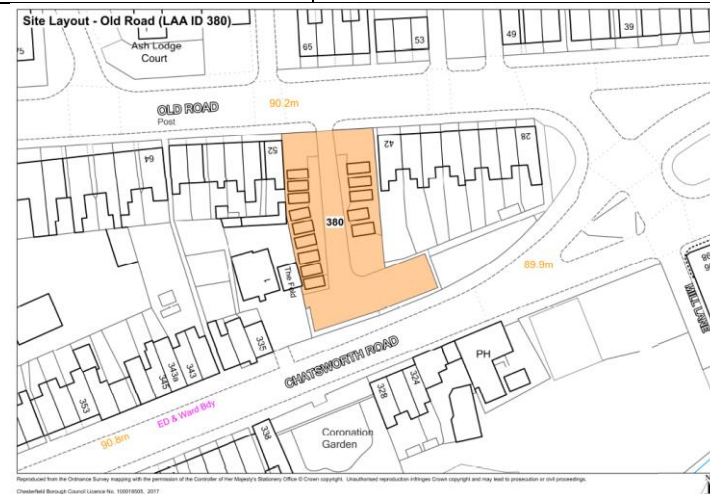 Site Layout - Old Road (LAA ID 380)
75
Ash Lodge
Court
65
53
49
39
OLD ROAD
Post
90.2m
64
52
42
28
380
89.9m
The Fold
1
335
MILL LANE
98
CHATSWORTH ROAD
PH
343
343a
345
353
324
328
ED & Ward Bdy
90.8m
338
Coronation
Garden
N
Reproduced from the Ordnance Survey mapping with the permission of the Controller of Her Majesty's Stationery Office © Crown copyright. Unauthorised reproduction infringes Crown copyright and may lead to prosecution or civil proceedings.
Chesterfield Borough Council Licence No. 100018505, 2017